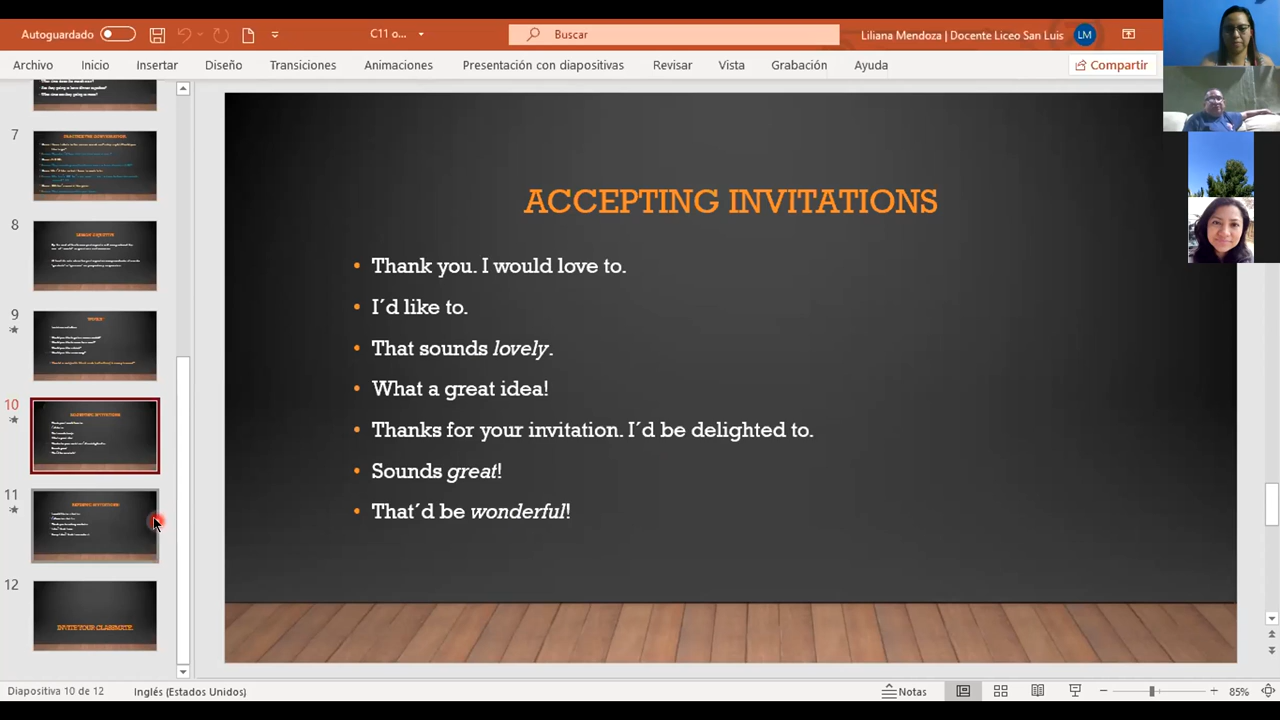 Autoguardado
C11 o...
Buscar
Liliana Mendoza | Docente Liceo San Luis
LM
Archivo
Inicio
Insertar
Diseño
Transiciones
Animaciones
Presentación con diapositivas
Revisar
Vista
Grabación
Ayuda
Compartir
7
8
9
10
11
12
INVITE YOUR CLASSMATE.
ACCEPTING INVITATIONS
• Thank you. I would love to.
• I´d like to.
• That sounds lovely.
• What a great idea!
• Thanks for your invitation. I´d be delighted to.
• Sounds great!
• That´d be wonderful!
Diapositiva 10 de 12
Inglés (Estados Unidos)
Notas
85%